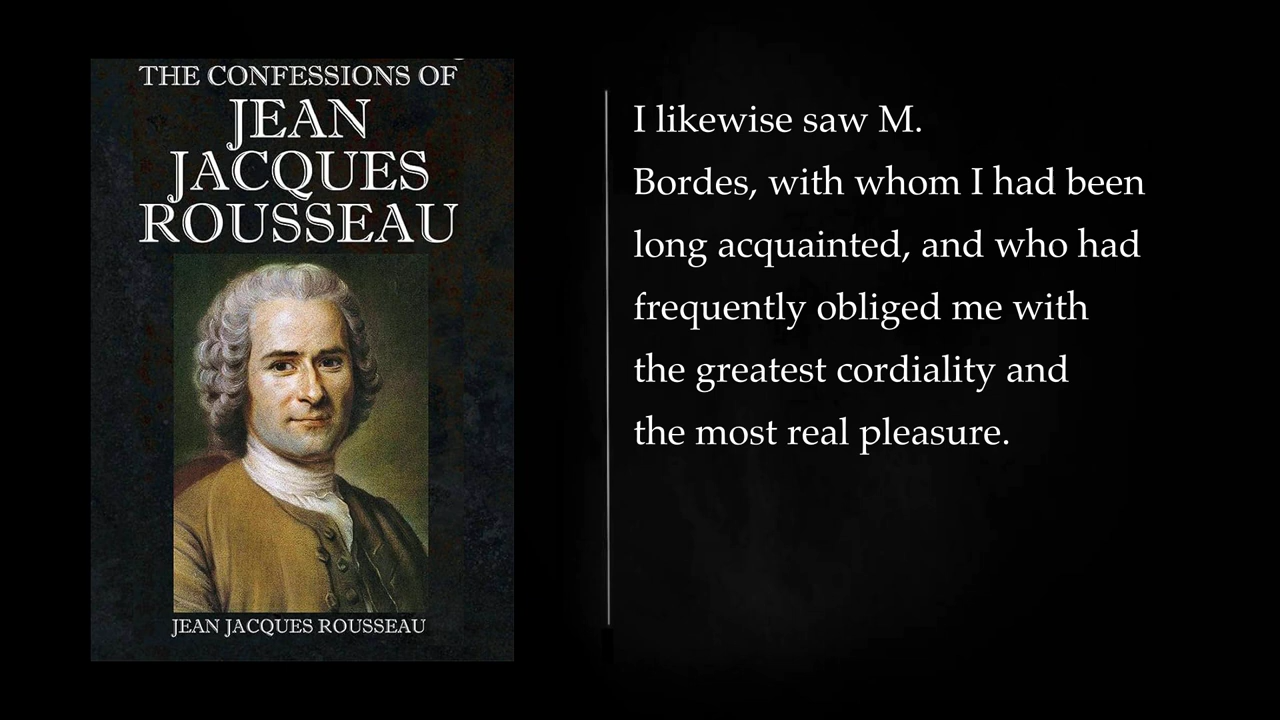 THE CONFESSIONS OF
JEAN
JACQUES
ROUSSEAU
JEAN JACQUES ROUSSEAU
I likewise saw M.
Bordes, with whom I had been
long acquainted, and who had
frequently obliged me with
the greatest cordiality and
the most real pleasure.